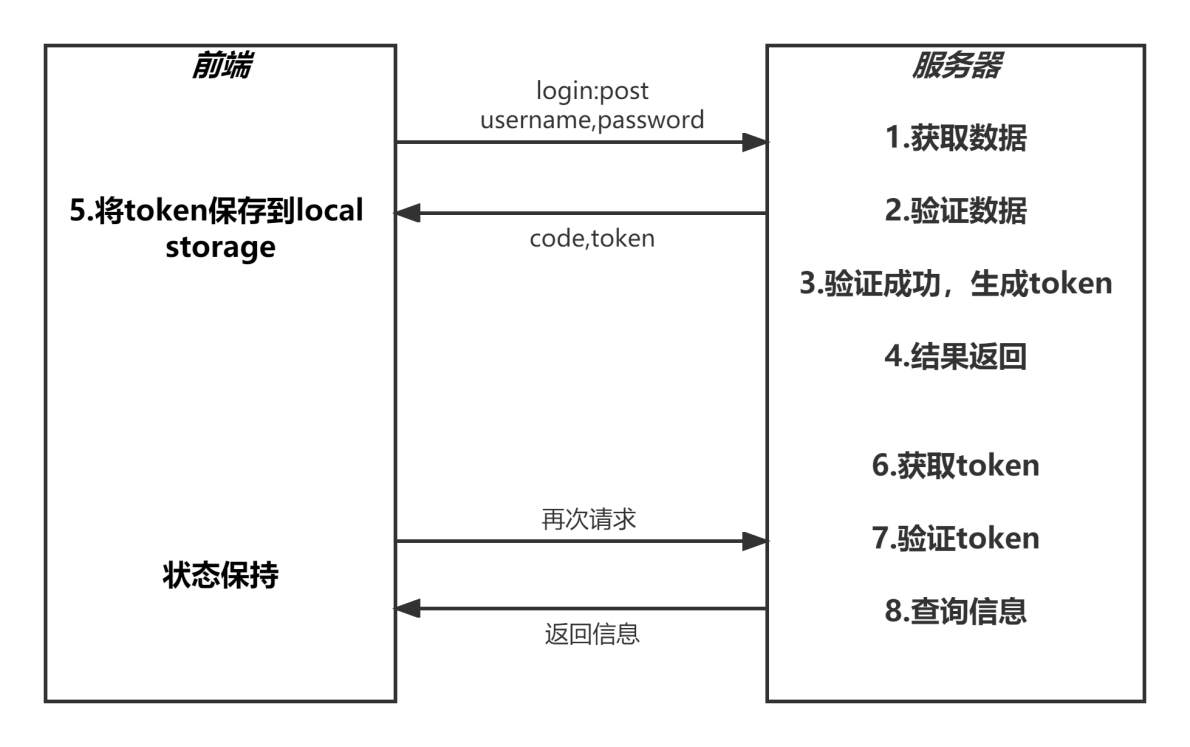 前端
服务器
login:post
username,password
1.获取数据
5.将token保存到local
storage
2.验证数据
code,token
3.验证成功，生成token
4.结果返回
6.获取token
再次请求
7.验证token
状态保持
8.查询信息
返回信息